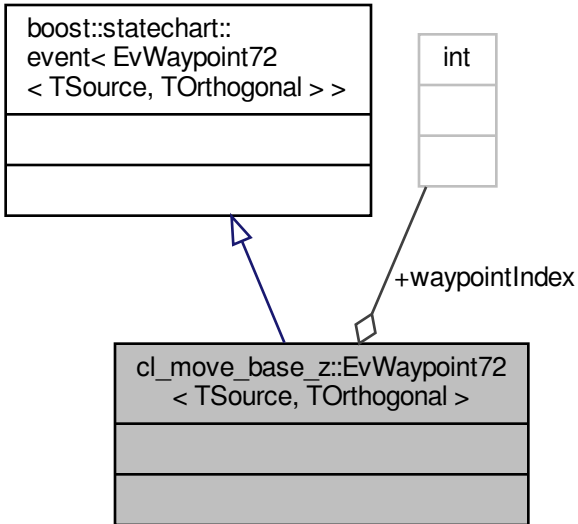 boost::statechart::
event< EvWaypoint72
< TSource, TOrthogonal > >
int
+waypointIndex
cl_move_base_z::EvWaypoint72
< TSource, TOrthogonal >